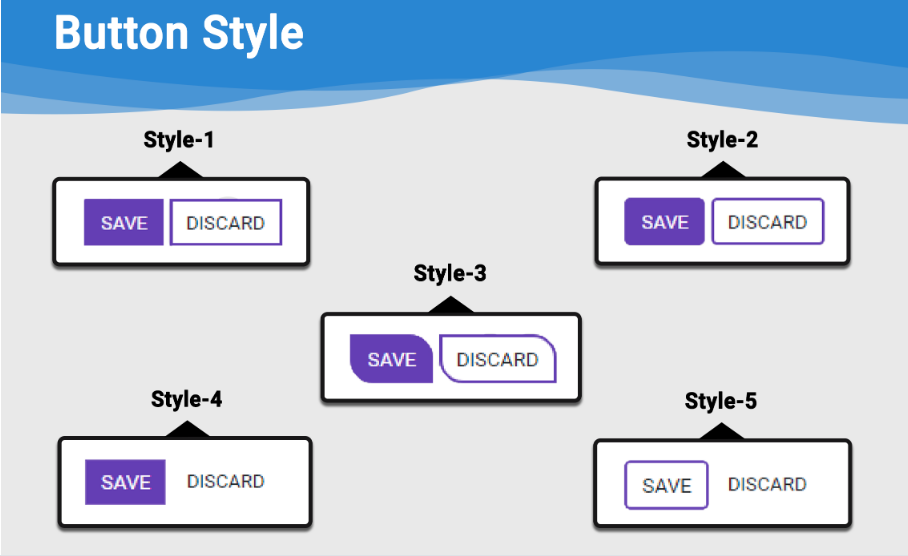 Button Style
Style-1
SAVE DISCARD
Style-2
SAVE DISCARD
Style-3
SAVE DISCARD
Style-4
SAVE DISCARD
Style-5
SAVE DISCARD